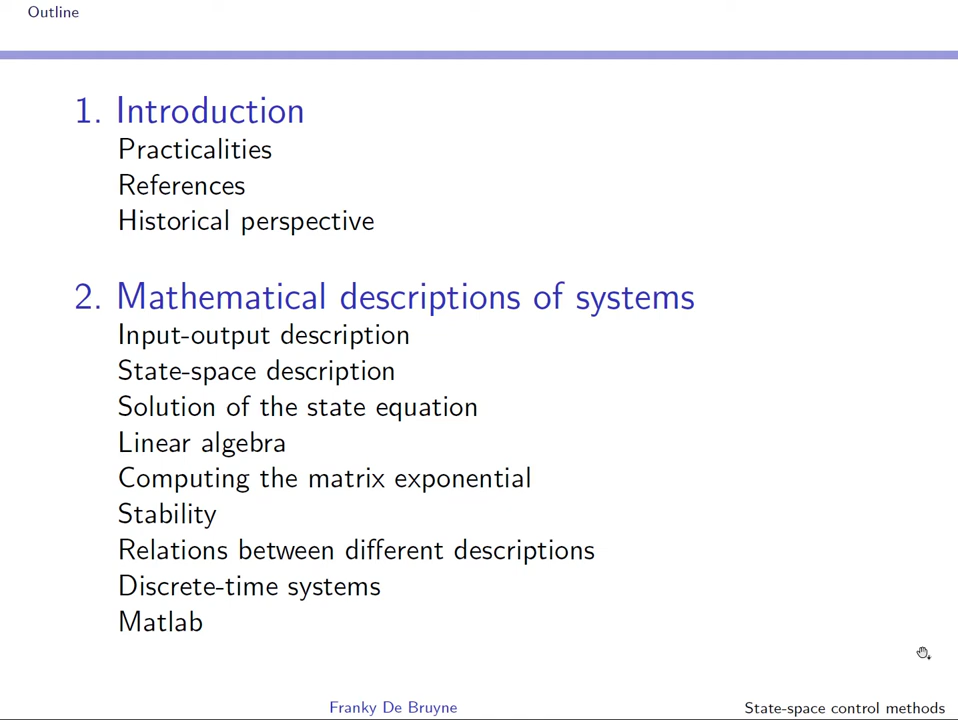 Outline
1. Introduction
Practicalities
References
Historical perspective
2. Mathematical descriptions of systems
Input-output description
State-space description
Solution of the state equation
Linear algebra
Computing the matrix exponential
Stability
Relations between different descriptions
Discrete-time systems
Matlab
Franky De Bruyne
State-space control methods